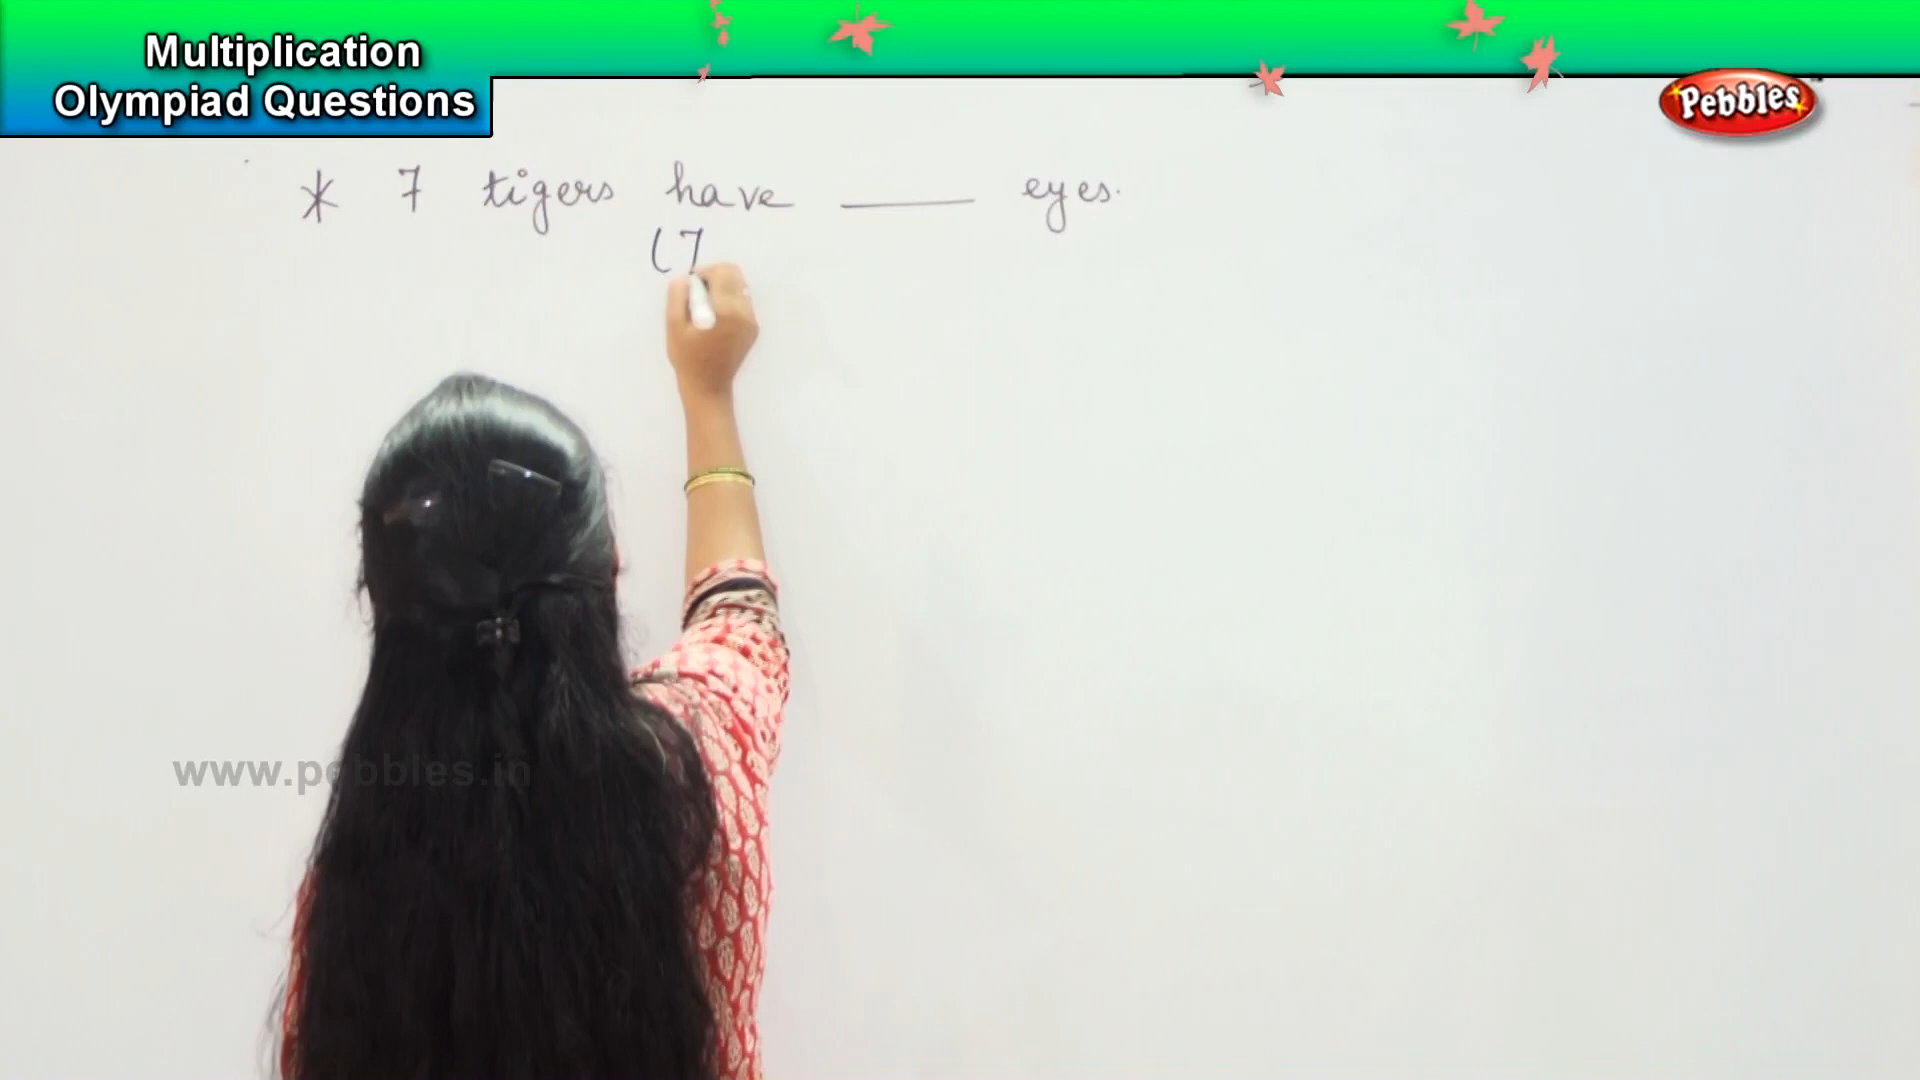 Multiplication
Olympiad Questions
Pebbles
* 7 tigers have ____ eyes.
(7
www.pebbles.in